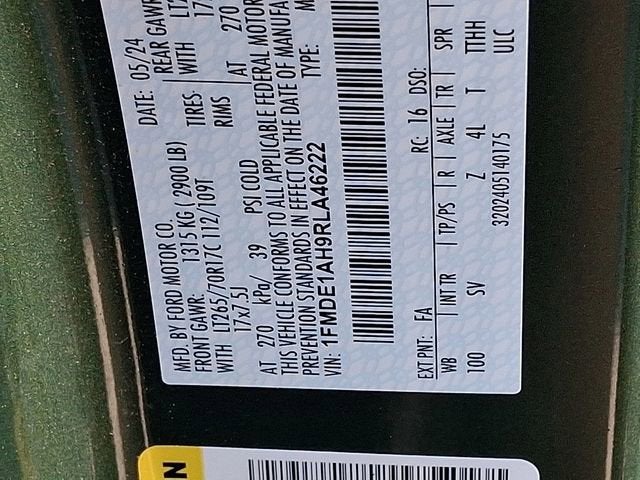 MFD. BY FORD MOTOR CO.
DATE: 05/24
FRONT GAWR: 1315 KG ( 2900 LB)
REAR GAWR
WITH LT265/70R17C 112/109T TIRES
WITH LT2
17x7.5J RIMS 17
AT 270 kPa/ 39 PSI COLD AT 270
THIS VEHICLE CONFORMS TO ALL APPLICABLE FEDERAL MOTOR
PREVENTION STANDARDS IN EFFECT ON THE DATE OF MANUFA
VIN: 1FMDE1AH9RLA46222 TYPE: M
EXT PNT: FA RC: 16 DSO:
WB INT TR TP/PS R AXLE TR SPR
100 SV Z 4L T TTHH
3202405140175 ULC
N